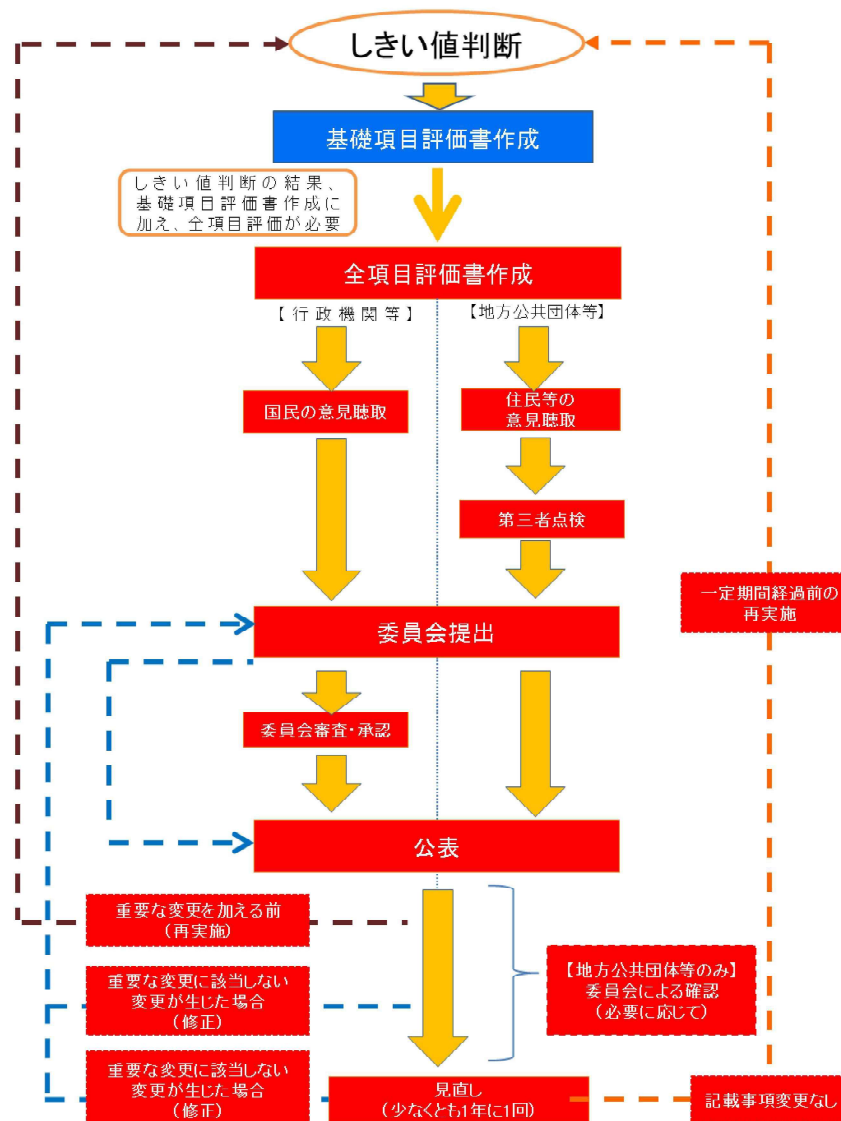 しきい値判断
基礎項目評価書作成
しきい値判断の結果、
基礎項目評価書作成に
加え、全項目評価が必要
全項目評価書作成
【行政機関等】
【地方公共団体等】
国民の意見聴取
住民等の
意見聴取
第三者点検
一定期間経過前の
再実施
委員会提出
委員会審査・承認
公表
重要な変更を加える前
(再実施)
【地方公共団体等のみ】
委員会による確認
(必要に応じて)
重要な変更に該当しない
変更が生じた場合
(修正)
重要な変更に該当しない
変更が生じた場合
(修正)
見直し
(少なくとも1年に1回)
記載事項変更なし